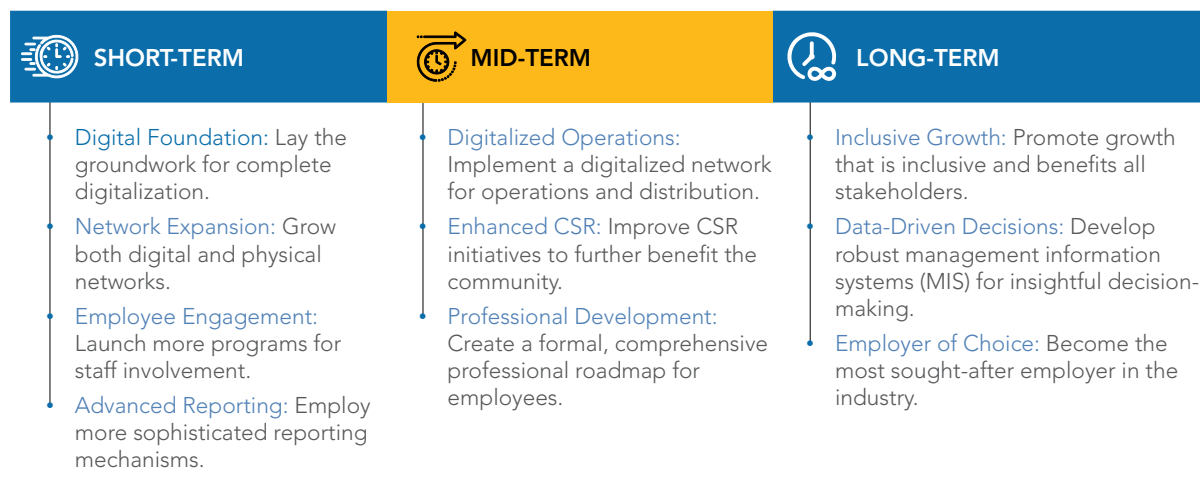 SHORT-TERM
Digital Foundation: Lay the
groundwork for complete
digitalization.
Network Expansion: Grow
both digital and physical
networks.
Employee Engagement:
Launch more programs for
staff involvement.
Advanced Reporting: Employ
more sophisticated reporting
mechanisms.
MID-TERM
Digitalized Operations:
Implement a digitalized network
for operations and distribution.
Enhanced CSR: Improve CSR
initiatives to further benefit the
community.
Professional Development:
Create a formal, comprehensive
professional roadmap for
employees.
LONG-TERM
Inclusive Growth: Promote growth
that is inclusive and benefits all
stakeholders.
Data-Driven Decisions: Develop
robust management information
systems (MIS) for insightful decision-
making.
Employer of Choice: Become the
most sought-after employer in the
industry.